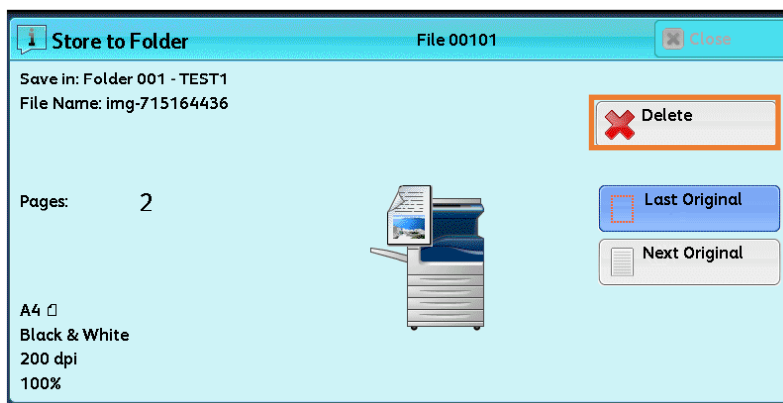 Store to Folder File 00101 Close
Save in: Folder 001 - TEST1
File Name: img-715164436
Delete
Pages: 2
Last Original
Next Original
A4
Black & White
200 dpi
100%